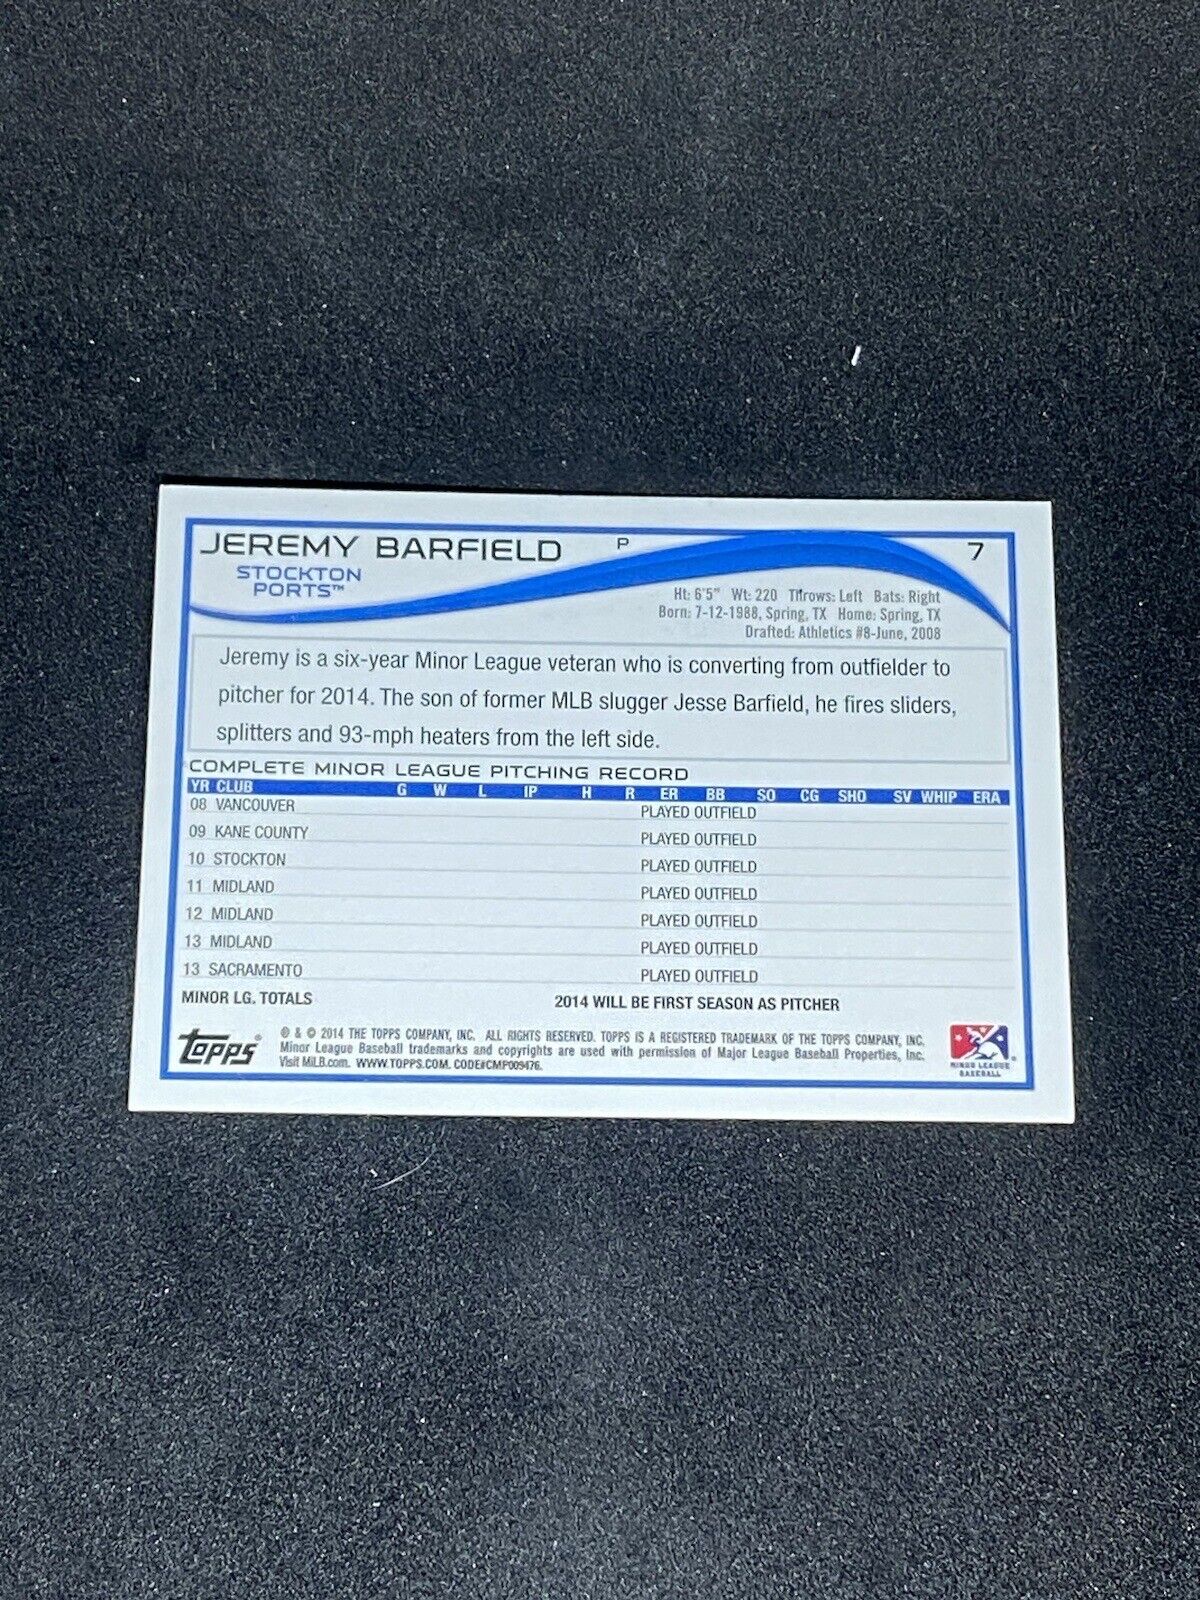 JEREMY BARFIELD P 7
STOCKTON
PORTS™
Ht: 6'5" Wt: 220 Throws: Left Bats: Right
Born: 7-12-1988, Spring, TX Home: Spring, TX
Drafted: Athletics #8-June, 2008
Jeremy is a six-year Minor League veteran who is converting from outfielder to
pitcher for 2014. The son of former MLB slugger Jesse Barfield, he fires sliders,
splitters and 93-mph heaters from the left side.
COMPLETE MINOR LEAGUE PITCHING RECORD
YR CLUB G W L IP H R ER BB SO CG SHO SV WHIP ERA
08 VANCOUVER PLAYED OUTFIELD
09 KANE COUNTY PLAYED OUTFIELD
10 STOCKTON PLAYED OUTFIELD
11 MIDLAND PLAYED OUTFIELD
12 MIDLAND PLAYED OUTFIELD
13 MIDLAND PLAYED OUTFIELD
13 SACRAMENTO PLAYED OUTFIELD
MINOR LG. TOTALS 2014 WILL BE FIRST SEASON AS PITCHER
TOPPS®
® & © 2014 THE TOPPS COMPANY, INC. ALL RIGHTS RESERVED. TOPPS IS A REGISTERED TRADEMARK OF THE TOPPS COMPANY, INC.
Minor League Baseball trademarks and copyrights are used with permission of Major League Baseball Properties, Inc.
Visit MiLB.com. WWW.TOPPS.COM. CODE#CMP009476.
MINOR LEAGUE
BASEBALL